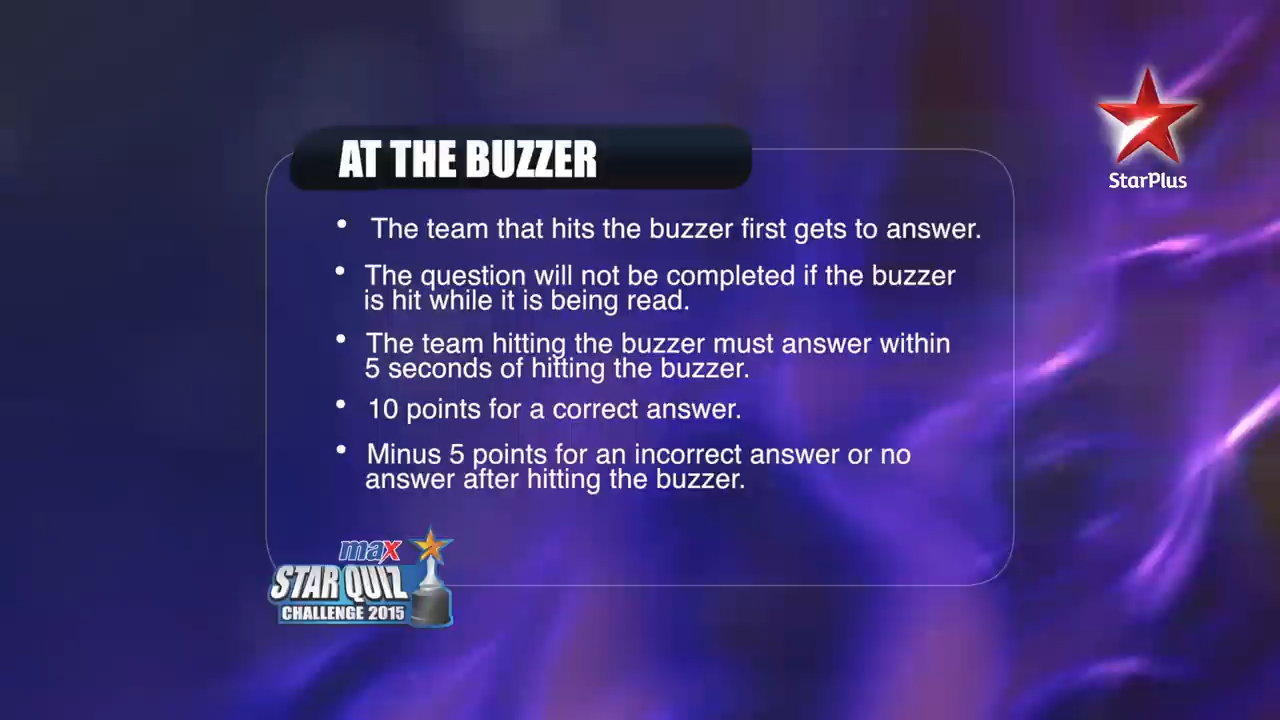 StarPlus
AT THE BUZZER
• The team that hits the buzzer first gets to answer.
• The question will not be completed if the buzzer
is hit while it is being read.
• The team hitting the buzzer must answer within
5 seconds of hitting the buzzer.
• 10 points for a correct answer.
• Minus 5 points for an incorrect answer or no
answer after hitting the buzzer.
max
STAR QUIZ
CHALLENGE 2015